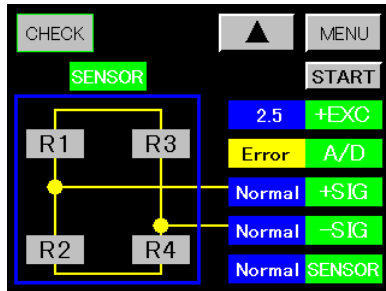 CHECK ▲ MENU
SENSOR START
2.5 +EXC
R1 R3 Error A/D
Normal +SIG
Normal −SIG
R2 R4
Normal SENSOR